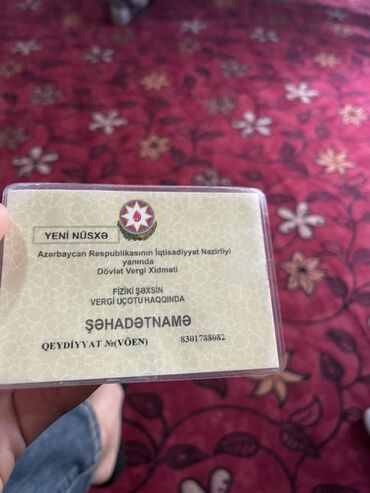 YENİ NÜSXƏ
Azərbaycan Respublikasının İqtisadiyyat Nazirliyi
yanında
Dövlət Vergi Xidməti
FİZİKİ ŞƏXSİN
VERGİ UÇOTU HAQQINDA
ŞƏHADƏTNAMƏ
QEYDİYYAT №(VÖEN) 8301788082